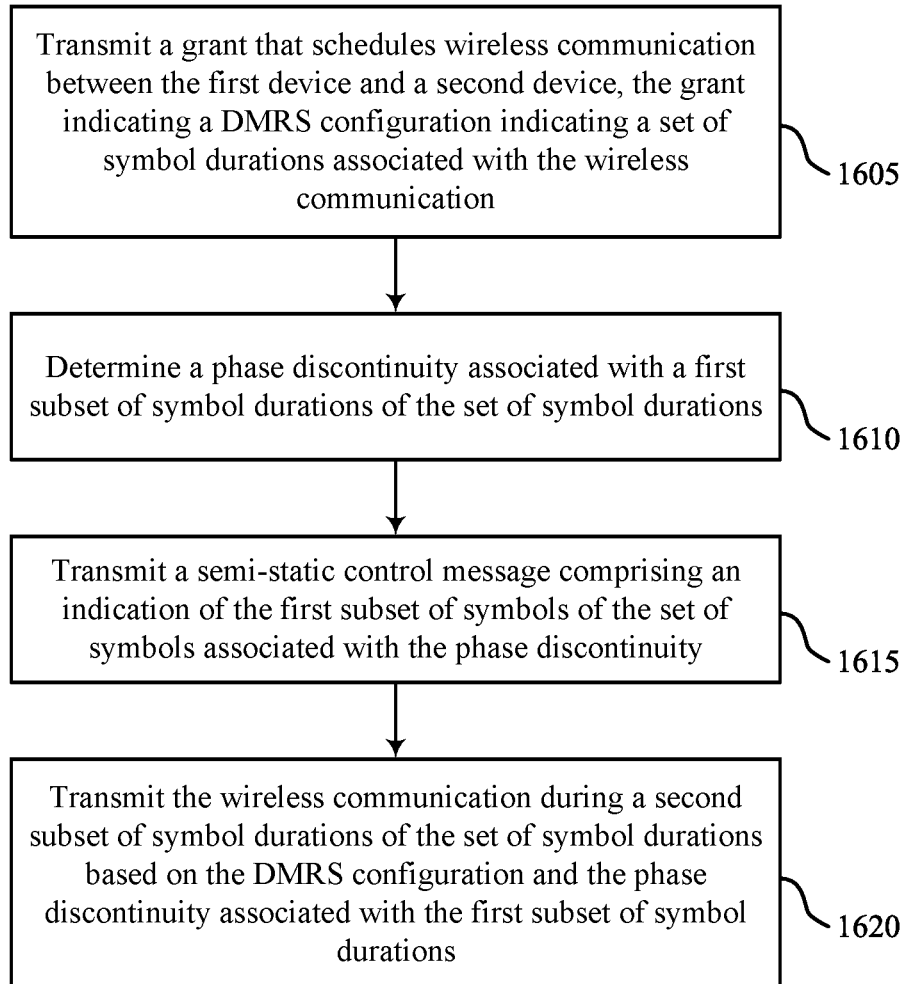 Transmit a grant that schedules wireless communication
between the first device and a second device, the grant
indicating a DMRS configuration indicating a set of
symbol durations associated with the wireless
communication
1605
Determine a phase discontinuity associated with a first
subset of symbol durations of the set of symbol durations
1610
Transmit a semi-static control message comprising an
indication of the first subset of symbols of the set of
symbols associated with the phase discontinuity
1615
Transmit the wireless communication during a second
subset of symbol durations of the set of symbol durations
based on the DMRS configuration and the phase
discontinuity associated with the first subset of symbol
durations
1620